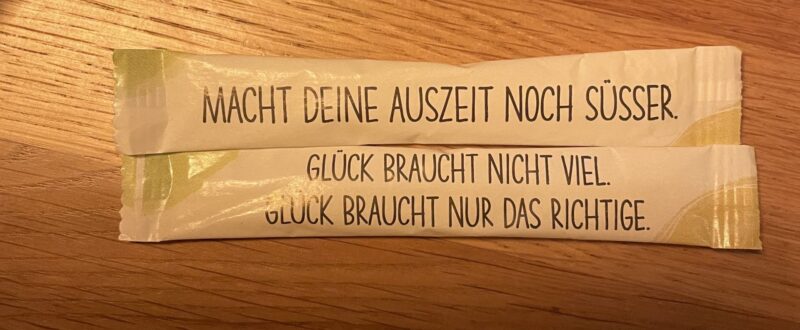 MACHT DEINE AUSZEIT NOCH SÜSSER.
GLÜCK BRAUCHT NICHT VIEL.
GLÜCK BRAUCHT NUR DAS RICHTIGE.